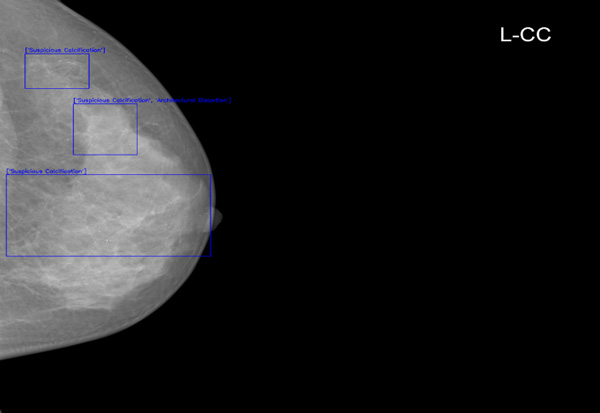 L-CC
['Suspicious Calcification']
['Suspicious Calcification', 'Architectural Distortion']
['Suspicious Calcification']